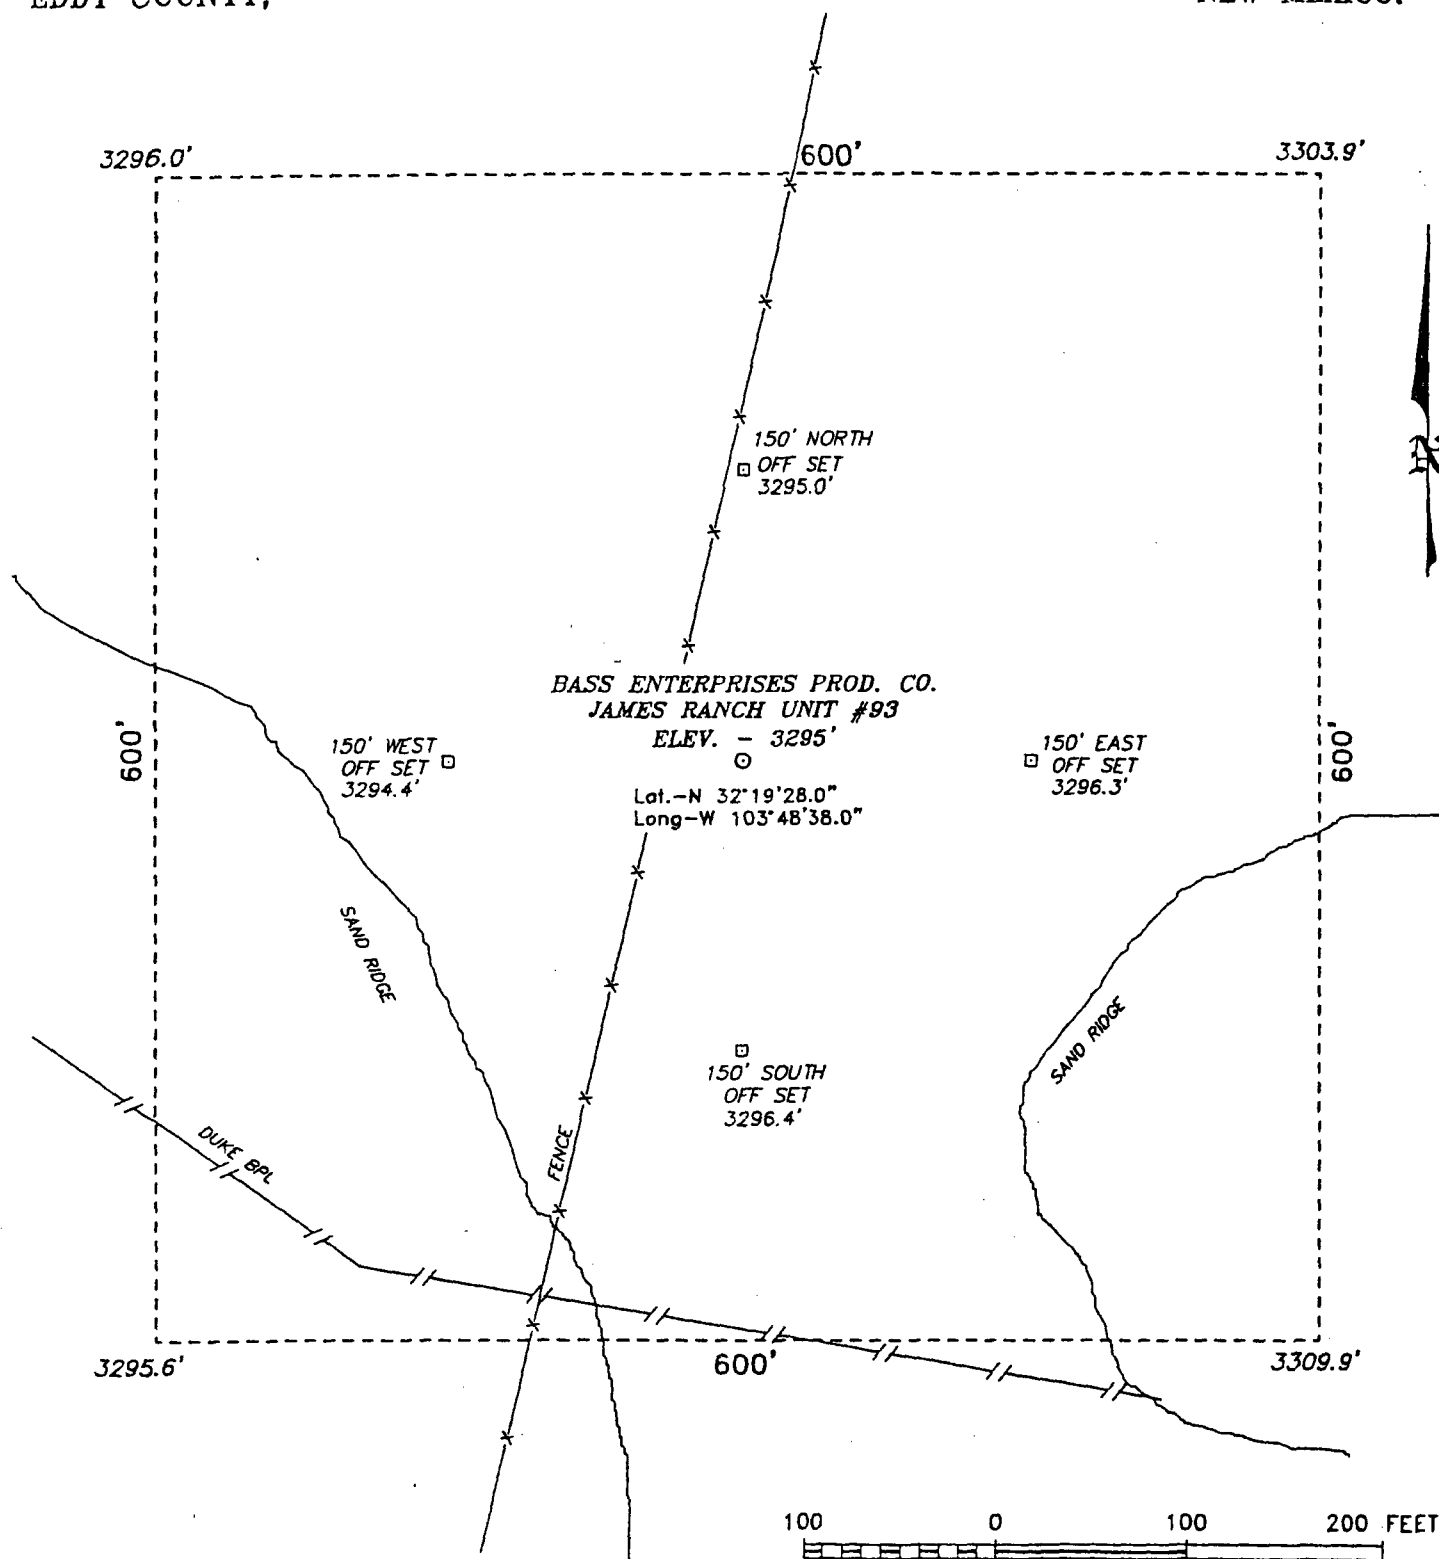 EDDY COUNTY,
3296.0'
600'
3303.9'
150' NORTH
OFF SET
3295.0'
BASS ENTERPRISES PROD. CO.
JAMES RANCH UNIT #93
ELEV. - 3295'
Lat.-N 32°19'28.0"
Long-W 103°48'38.0"
600'
150' WEST
OFF SET
3294.4'
150' EAST
OFF SET
3296.3'
600'
SAND RIDGE
SAND RIDGE
150' SOUTH
OFF SET
3296.4'
DUKE BPL
FENCE
3295.6'
600'
3309.9'
100 0 100 200 FEET